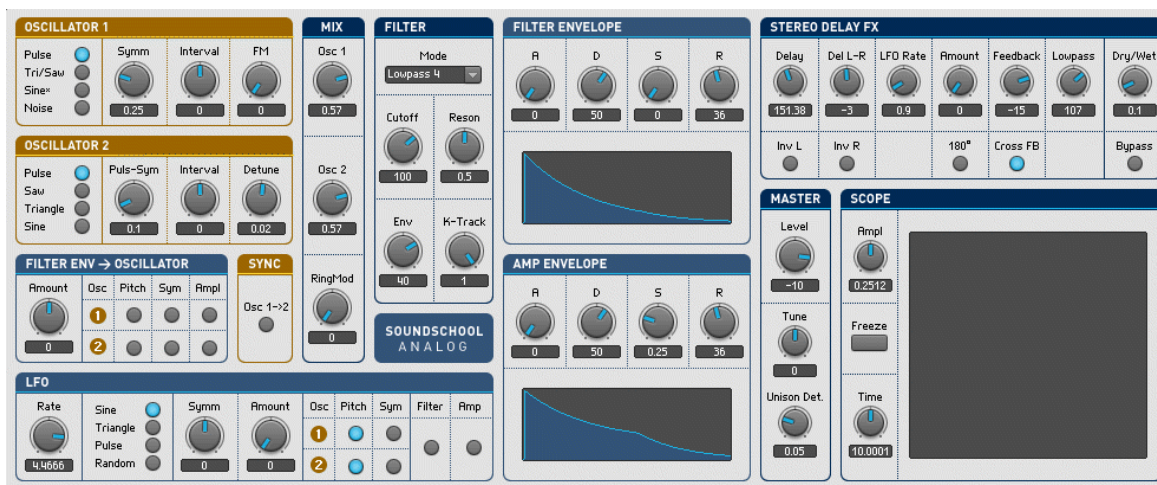 OSCILLATOR 1
Pulse
Tri/Saw
Sine*
Noise
Symm
0.25
Interval
0
FM
0
OSCILLATOR 2
Pulse
Saw
Triangle
Sine
Puls-Sym
0.1
Interval
0
Detune
0.02
FILTER ENV → OSCILLATOR
Amount
0
Osc Pitch Sym Ampl
1
2
SYNC
Osc 1->2
LFO
Rate
4.4666
Sine
Triangle
Pulse
Random
Symm
0
Amount
0
Osc Pitch Sym Filter Amp
1
2
MIX
Osc 1
0.57
Osc 2
0.57
RingMod
0
FILTER
Mode
Lowpass 4
Cutoff
100
Reson
0.5
Env
40
K-Track
1
SOUNDSCHOOL
ANALOG
FILTER ENVELOPE
A D S R
0 50 0 36
AMP ENVELOPE
A D S R
0 50 0.25 36
STEREO DELAY FX
Delay Del L-R LFO Rate Amount Feedback Lowpass Dry/Wet
151.38 -3 0.9 0 -15 107 0.1
Inv L Inv R 180° Cross FB Bypass
MASTER
Level
-10
Tune
0
Unison Det.
0.05
SCOPE
Ampl
0.2512
Freeze
Time
10.0001